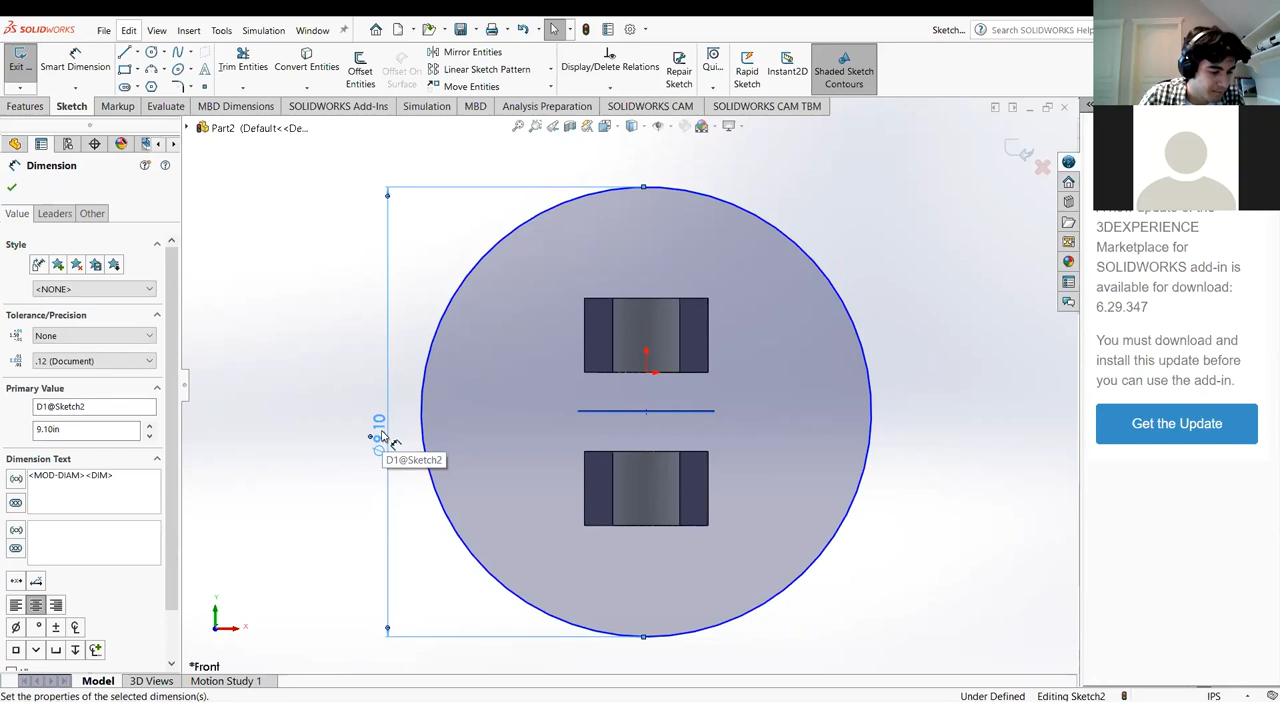 SOLIDWORKS File Edit View Insert Tools Simulation Window Sketch... Search SOLIDWORKS Help
Exit ... Smart Dimension Trim Entities Convert Entities Offset Entities Offset On Surface Mirror Entities Linear Sketch Pattern Move Entities Display/Delete Relations Repair Sketch Qui... Rapid Sketch Instant2D Shaded Sketch Contours
Features Sketch Markup Evaluate MBD Dimensions SOLIDWORKS Add-Ins Simulation MBD Analysis Preparation SOLIDWORKS CAM SOLIDWORKS CAM TBM
Part2 (Default<<De...
Dimension
Value Leaders Other
Style
<NONE>
Tolerance/Precision
None
.12 (Document)
Primary Value
D1@Sketch2
9.10in
Dimension Text
<MOD-DIAM><DIM>
Ø9.10
D1@Sketch2
Y
X
*Front
3DEXPERIENCE
Marketplace for
SOLIDWORKS add-in is
available for download:
6.29.347
You must download and
install this update before
you can use the add-in.
Get the Update
Model 3D Views Motion Study 1
Set the properties of the selected dimension(s). Under Defined Editing Sketch2 IPS